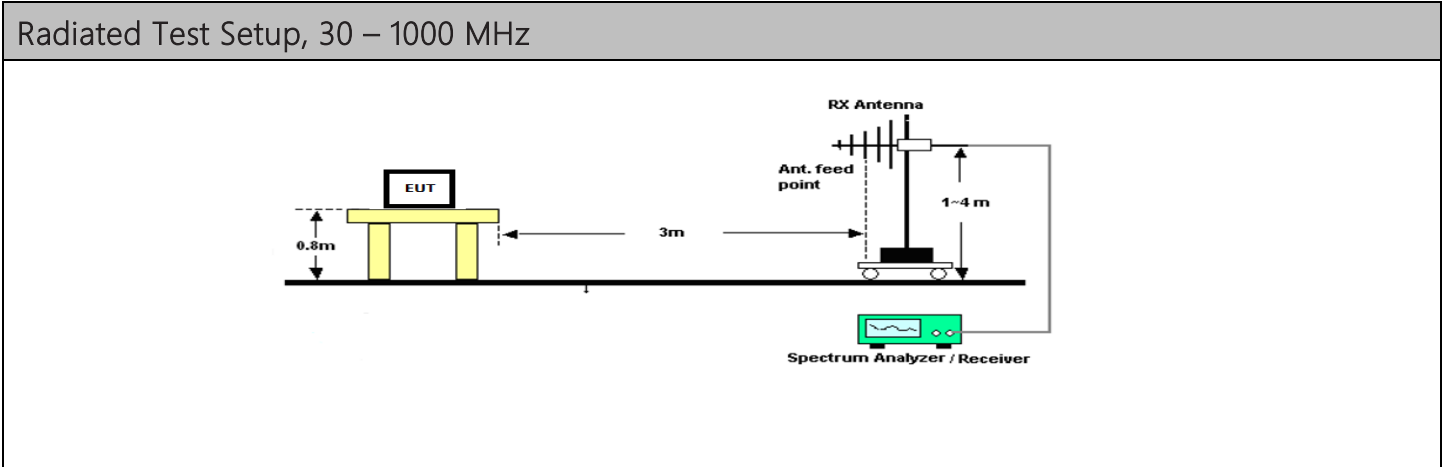 Radiated Test Setup, 30 – 1000 MHz
RX Antenna
Ant. feed
point
EUT
1~4 m
3m
0.8m
Spectrum Analyzer / Receiver